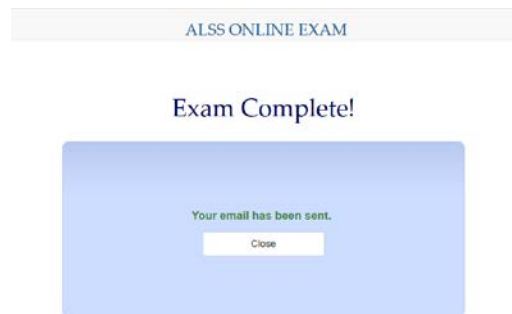 ALSS ONLINE EXAM
Exam Complete!
Your email has been sent.
Close